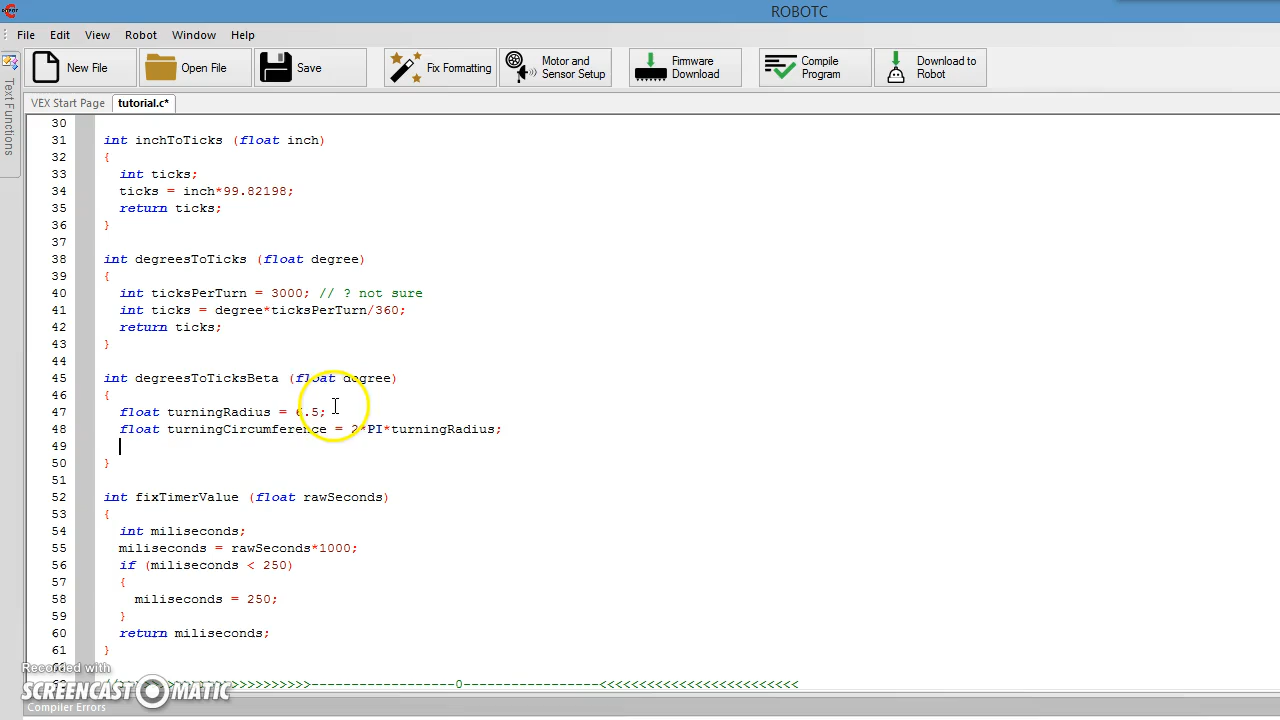 ROBOTC
File Edit View Robot Window Help
New File Open File Save Fix Formatting Motor and Sensor Setup Firmware Download Compile Program Download to Robot
Text Functions
VEX Start Page tutorial.c*
30
31 int inchToTicks (float inch)
32 {
33 int ticks;
34 ticks = inch*99.82198;
35 return ticks;
36 }
37
38 int degreesToTicks (float degree)
39 {
40 int ticksPerTurn = 3000; // ? not sure
41 int ticks = degree*ticksPerTurn/360;
42 return ticks;
43 }
44
45 int degreesToTicksBeta (float degree)
46 {
47 float turningRadius = 6.5;
48 float turningCircumference = 2*PI*turningRadius;
49
50 }
51
52 int fixTimerValue (float rawSeconds)
53 {
54 int miliseconds;
55 miliseconds = rawSeconds*1000;
56 if (miliseconds < 250)
57 {
58 miliseconds = 250;
59 }
60 return miliseconds;
61 }
Recorded with
SCREENCAST MATIC
Compiler Errors